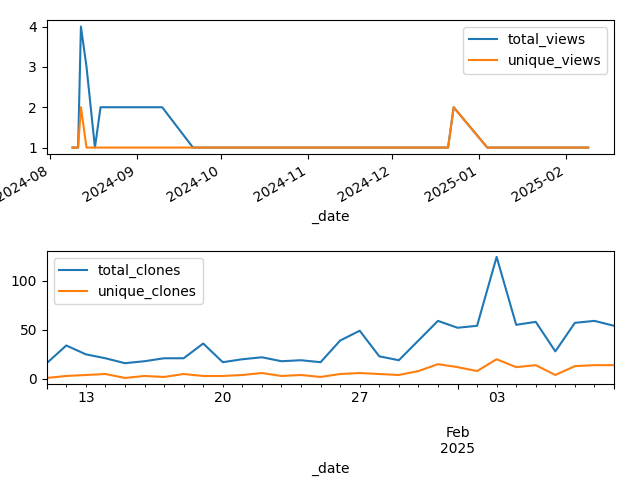 4
3
2
1
total_views
unique_views
2024-08
2024-09
2024-10
2024-11
2024-12
2025-01
2025-02
_date
100
50
0
total_clones
unique_clones
13
20
27
03
Feb
2025
_date